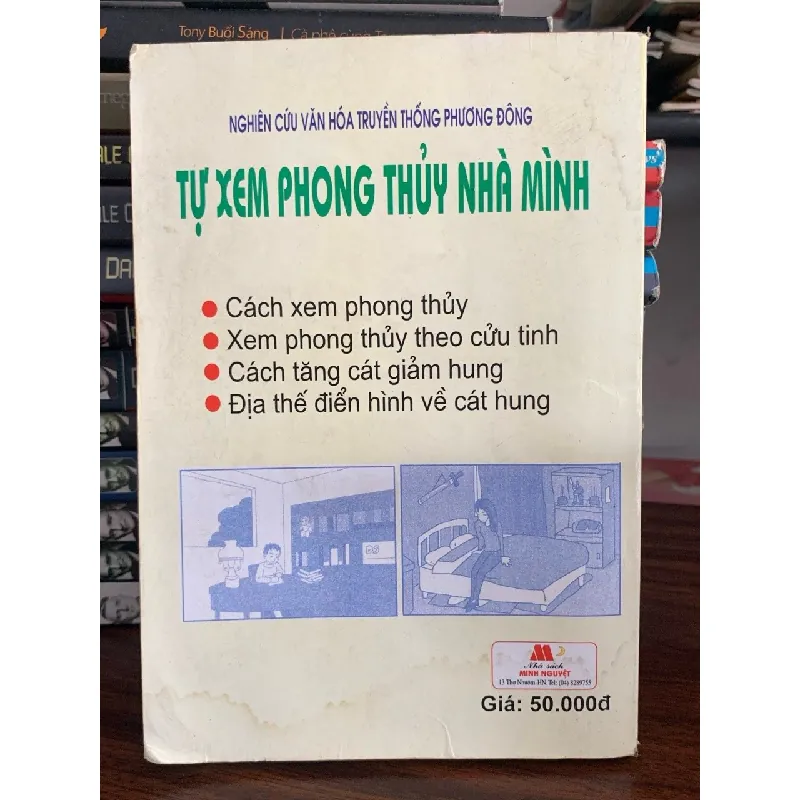 Tony Buổi Sáng
NGHIÊN CỨU VĂN HÓA TRUYỀN THỐNG PHƯƠNG ĐÔNG
TỰ XEM PHONG THỦY NHÀ MÌNH
Cách xem phong thủy
Xem phong thủy theo cửu tinh
Cách tăng cát giảm hung
Địa thế điển hình về cát hung
Nhà sách
MINH NGUYỆT
Giá: 50.000đ